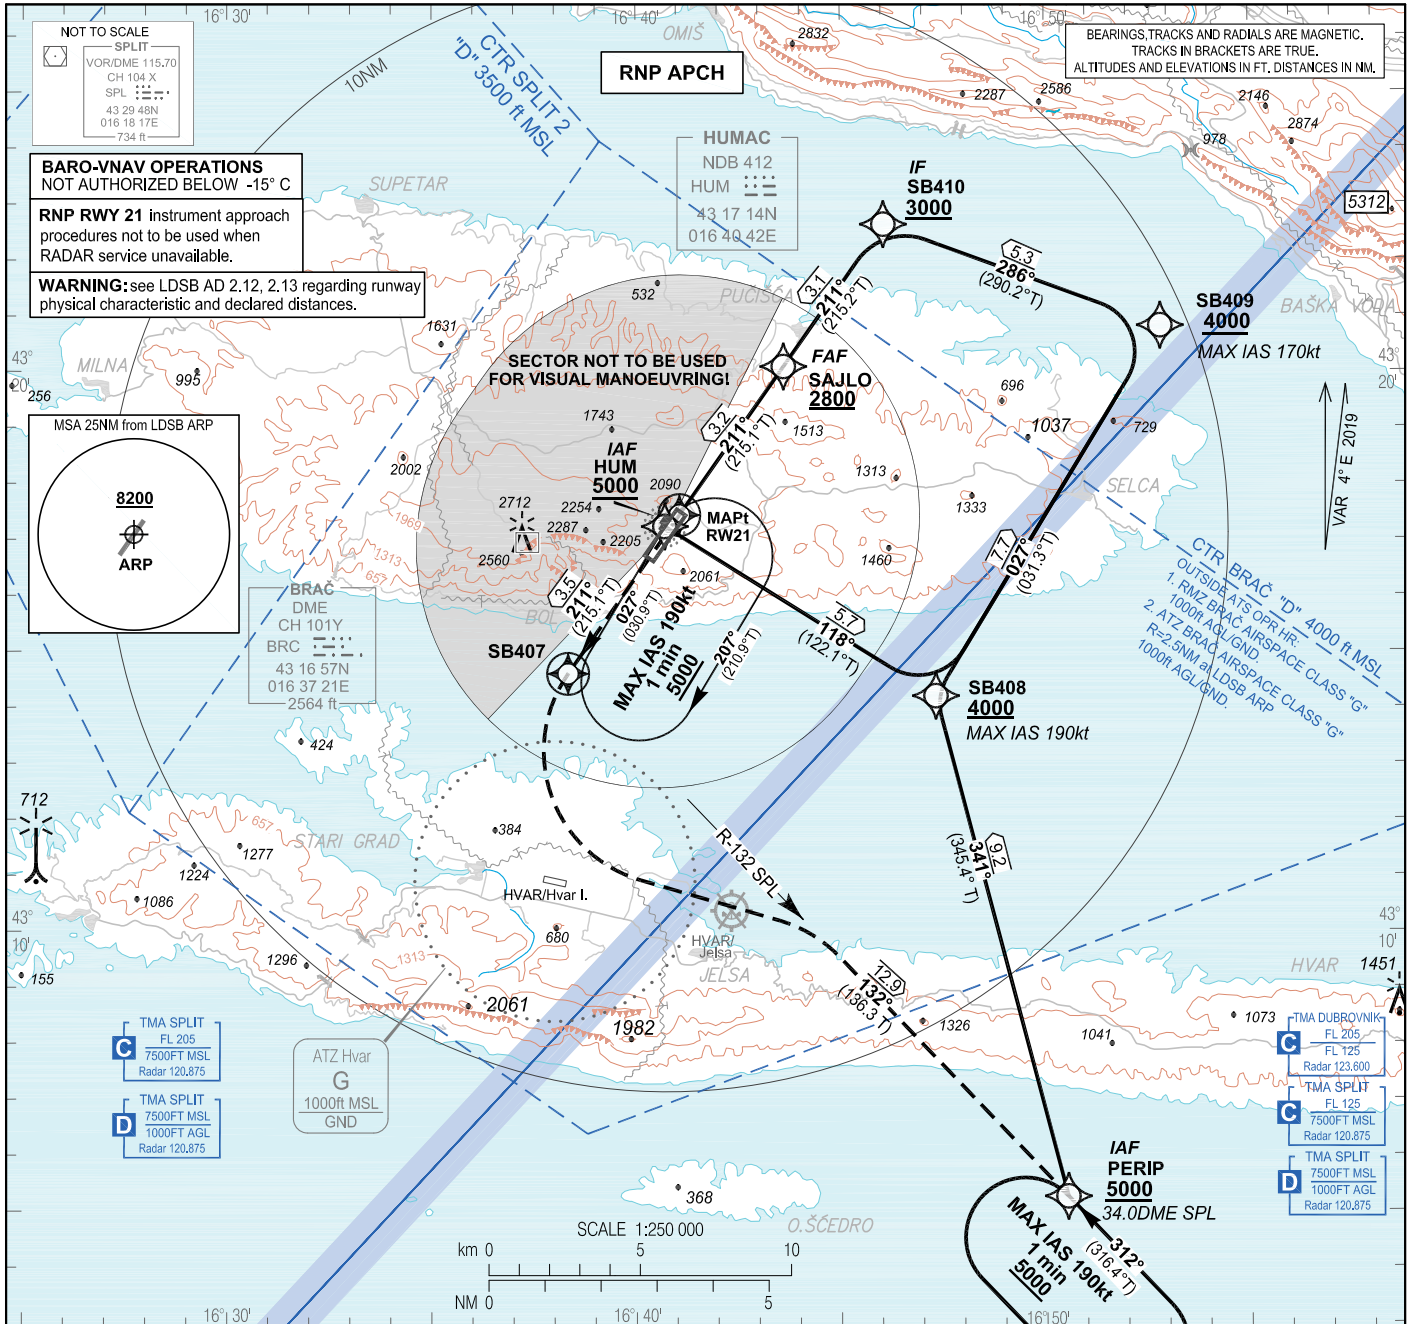 16°30'
16°40'
16°50'
NOT TO SCALE
SPLIT
VOR/DME 115.70
CH 104 X
SPL
43 29 48N
016 18 17E
734 ft
10NM
CTR SPLIT 2
"D" 3500 ft MSL
OMIŠ
2832
RNP APCH
BEARINGS,TRACKS AND RADIALS ARE MAGNETIC.
TRACKS IN BRACKETS ARE TRUE.
ALTITUDES AND ELEVATIONS IN FT. DISTANCES IN NM.
2287
2586
2146
2874
978
5312
BARO-VNAV OPERATIONS
NOT AUTHORIZED BELOW -15° C
RNP RWY 21 instrument approach
procedures not to be used when
RADAR service unavailable.
WARNING: see LDSB AD 2.12, 2.13 regarding runway
physical characteristic and declared distances.
SUPETAR
HUMAC
NDB 412
HUM
43 17 14N
016 40 42E
IF
SB410
3000
5.3
286°
(290.2°T)
3.1
211°
(215.2°T)
SB409
4000
MAX IAS 170kt
BAŠKA VODA
532
PUČIŠĆA
1631
MILNA
43°
20'
995
256
SECTOR NOT TO BE USED
FOR VISUAL MANOEUVRING!
FAF
SAJLO
2800
43°
20'
696
1037
729
1513
1743
3.2
211°
(215.1°T)
MSA 25NM from LDSB ARP
8200
ARP
2002
IAF
HUM
5000
2090
2712
2254
2287
2205
2560
1969
1313
657
MAPt
RW21
1313
1333
1460
SELCA
VAR 4° E 2019
7.7
027°
(031.3°T)
CTR BRAČ "D" 4000 ft MSL
OUTSIDE ATS OPR HR:
1. RMZ BRAČ AIRSPACE CLASS "G"
1000ft AGL/GND.
2. ATZ BRAČ AIRSPACE CLASS "G"
R=2.5NM at LDSB ARP
1000ft AGL/GND.
BRAČ
DME
CH 101Y
BRC
43 16 57N
016 37 21E
2564 ft
BOL
3.5
211°
(215.1°T)
027°
(030.9°T)
2061
MAX IAS 190kt
1 min
5000
207°
(210.9°T)
5.7
118°
(122.1°T)
SB407
SB408
4000
MAX IAS 190kt
424
712
657
STARI GRAD
384
1277
1224
1086
R-132 SPL
9.2
341°
(345.4° T)
HVAR/Hvar I.
680
HVAR/
Jelsa
JELSA
43°
10'
43°
10'
155
1296
1313
2061
1982
12.9
132°
(136.3 T)
1326
1041
HVAR
1451
1073
TMA SPLIT
C
FL 205
7500FT MSL
Radar 120.875
TMA SPLIT
D
7500FT MSL
1000FT AGL
Radar 120.875
ATZ Hvar
G
1000ft MSL
GND
TMA DUBROVNIK
C
FL 205
FL 125
Radar 123.600
TMA SPLIT
C
FL 125
7500FT MSL
Radar 120.875
TMA SPLIT
D
7500FT MSL
1000FT AGL
Radar 120.875
IAF
PERIP
5000
34.0DME SPL
368
O.ŠĆEDRO
MAX IAS 190kt
1 min
5000
312°
(316.4°T)
SCALE 1:250 000
km 0 5 10
NM 0 5
16°30'
16°40'
16°50'